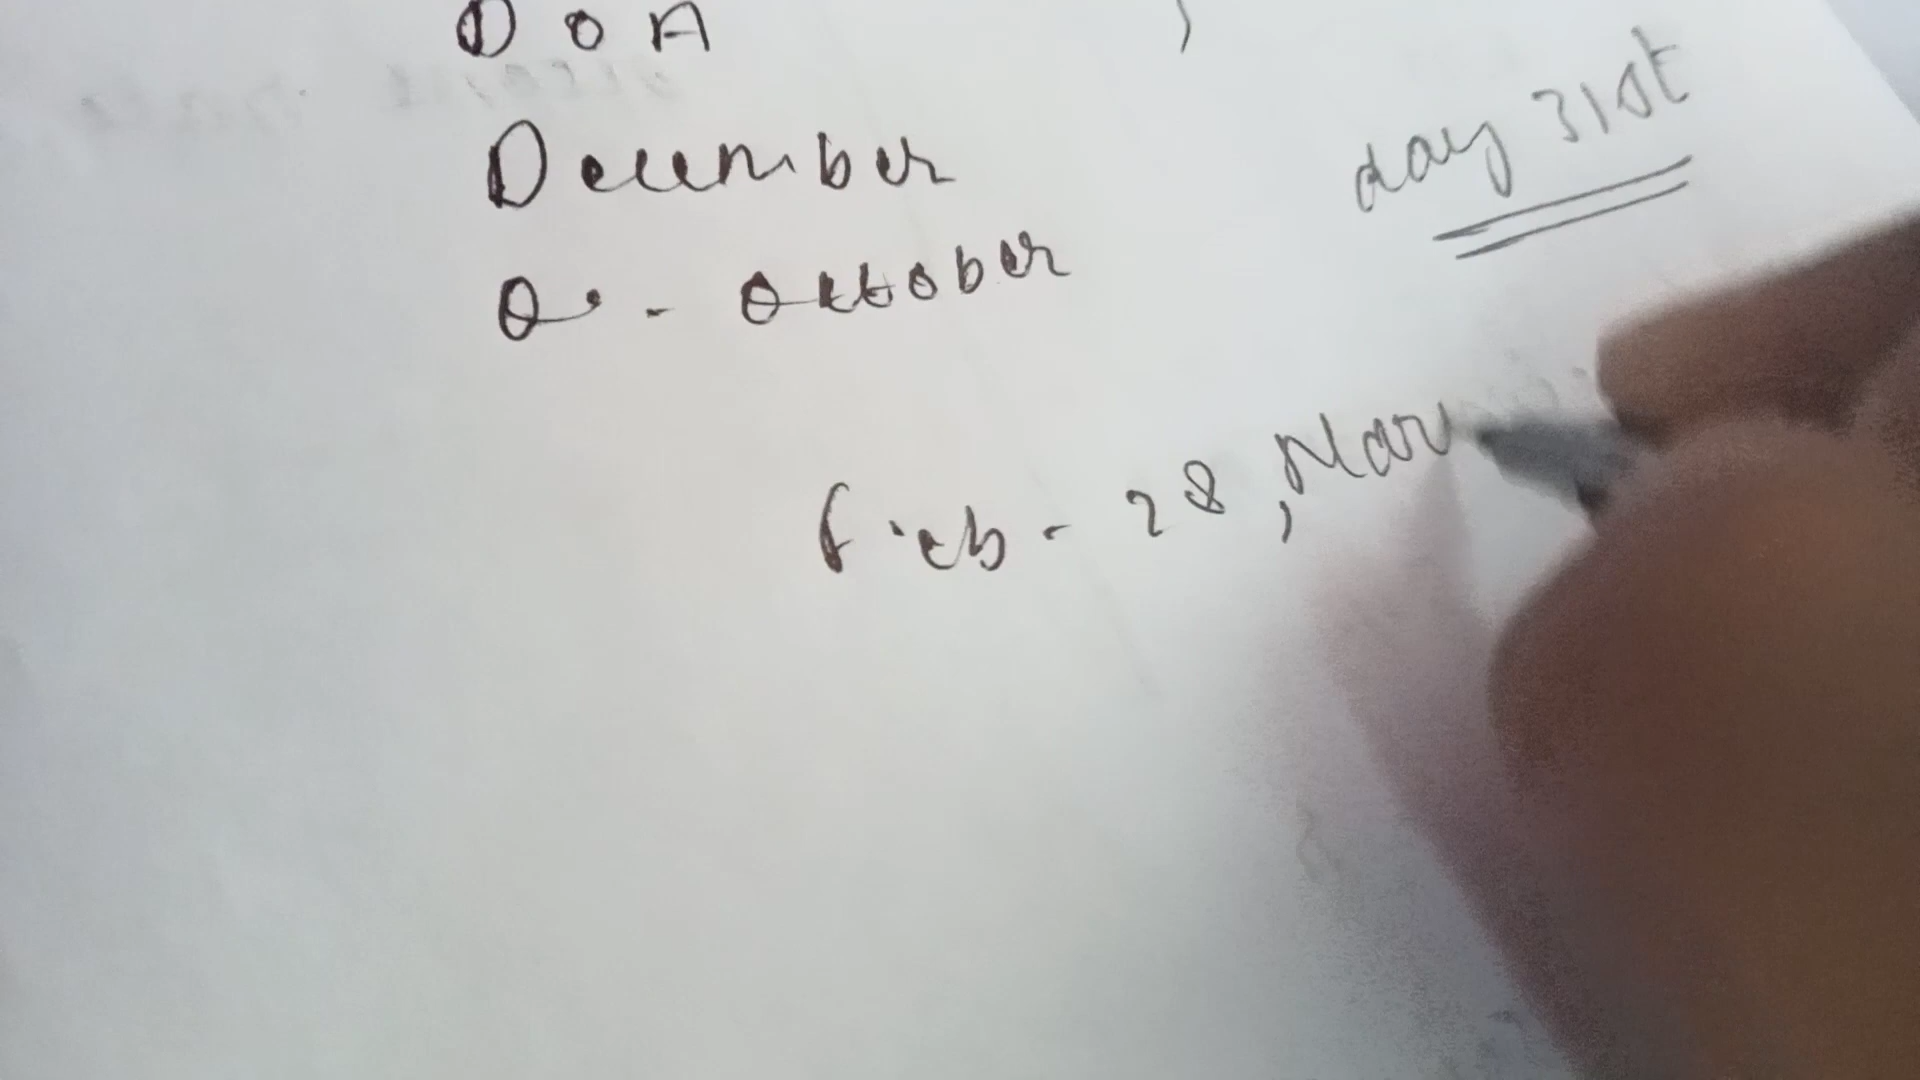 D O A
day 31st
December
O - Oktober
Feb - 28, Mar